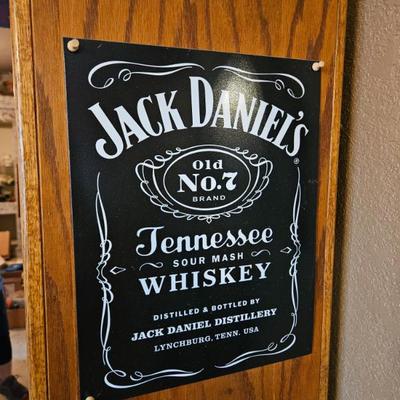 JACK DANIEL'S
®
Old
No.7
BRAND
Tennessee
SOUR MASH
WHISKEY
DISTILLED & BOTTLED BY
JACK DANIEL DISTILLERY
LYNCHBURG, TENN. USA